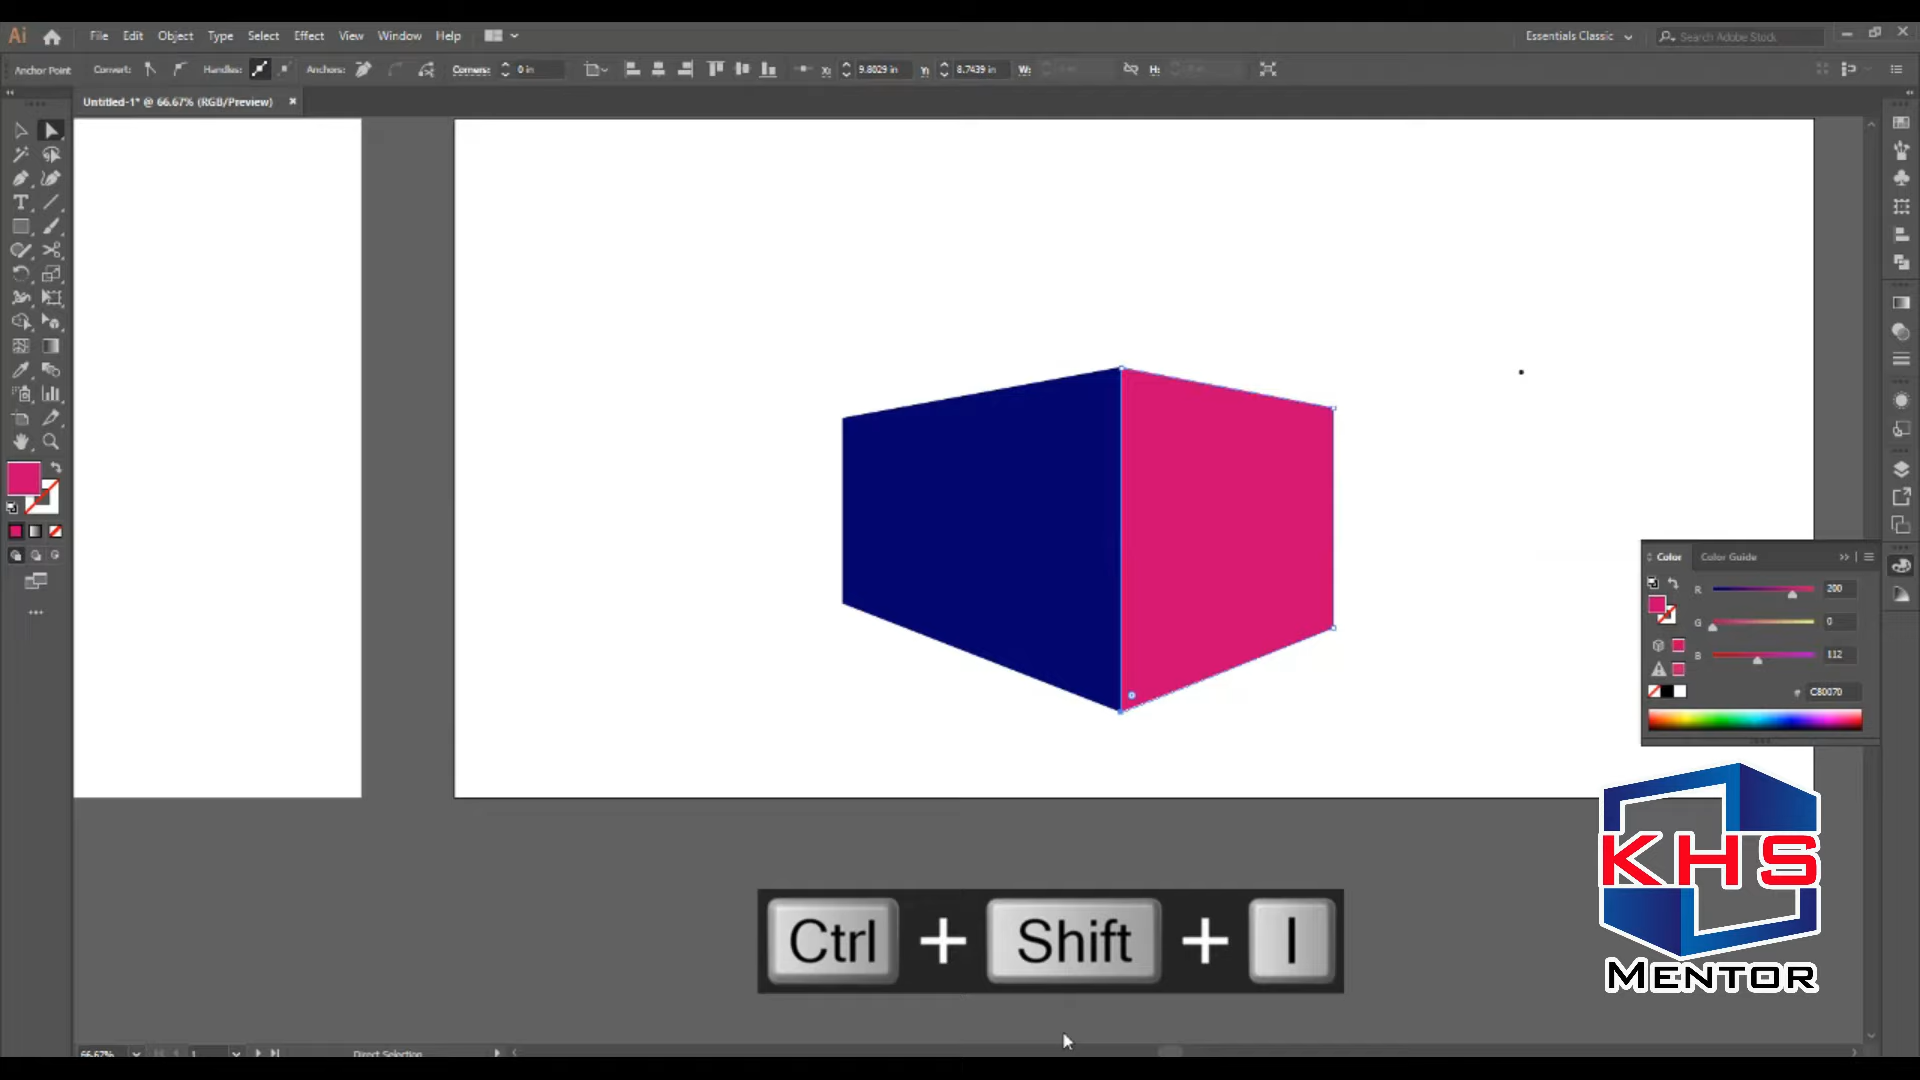 Ai File Edit Object Type Select Effect View Window Help Essentials Classic Search Adobe Stock
Anchor Point Convert: Handles: Anchors: Corners: 0 in X: 9.8029 in Y: 8.7439 in W: H:
Untitled-1* @ 66.67% (RGB/Preview) ×
T
Color Color Guide
R 200
G 0
B 112
# C80070
KHS
MENTOR
Ctrl + Shift + I
66.67% 1 Direct Selection